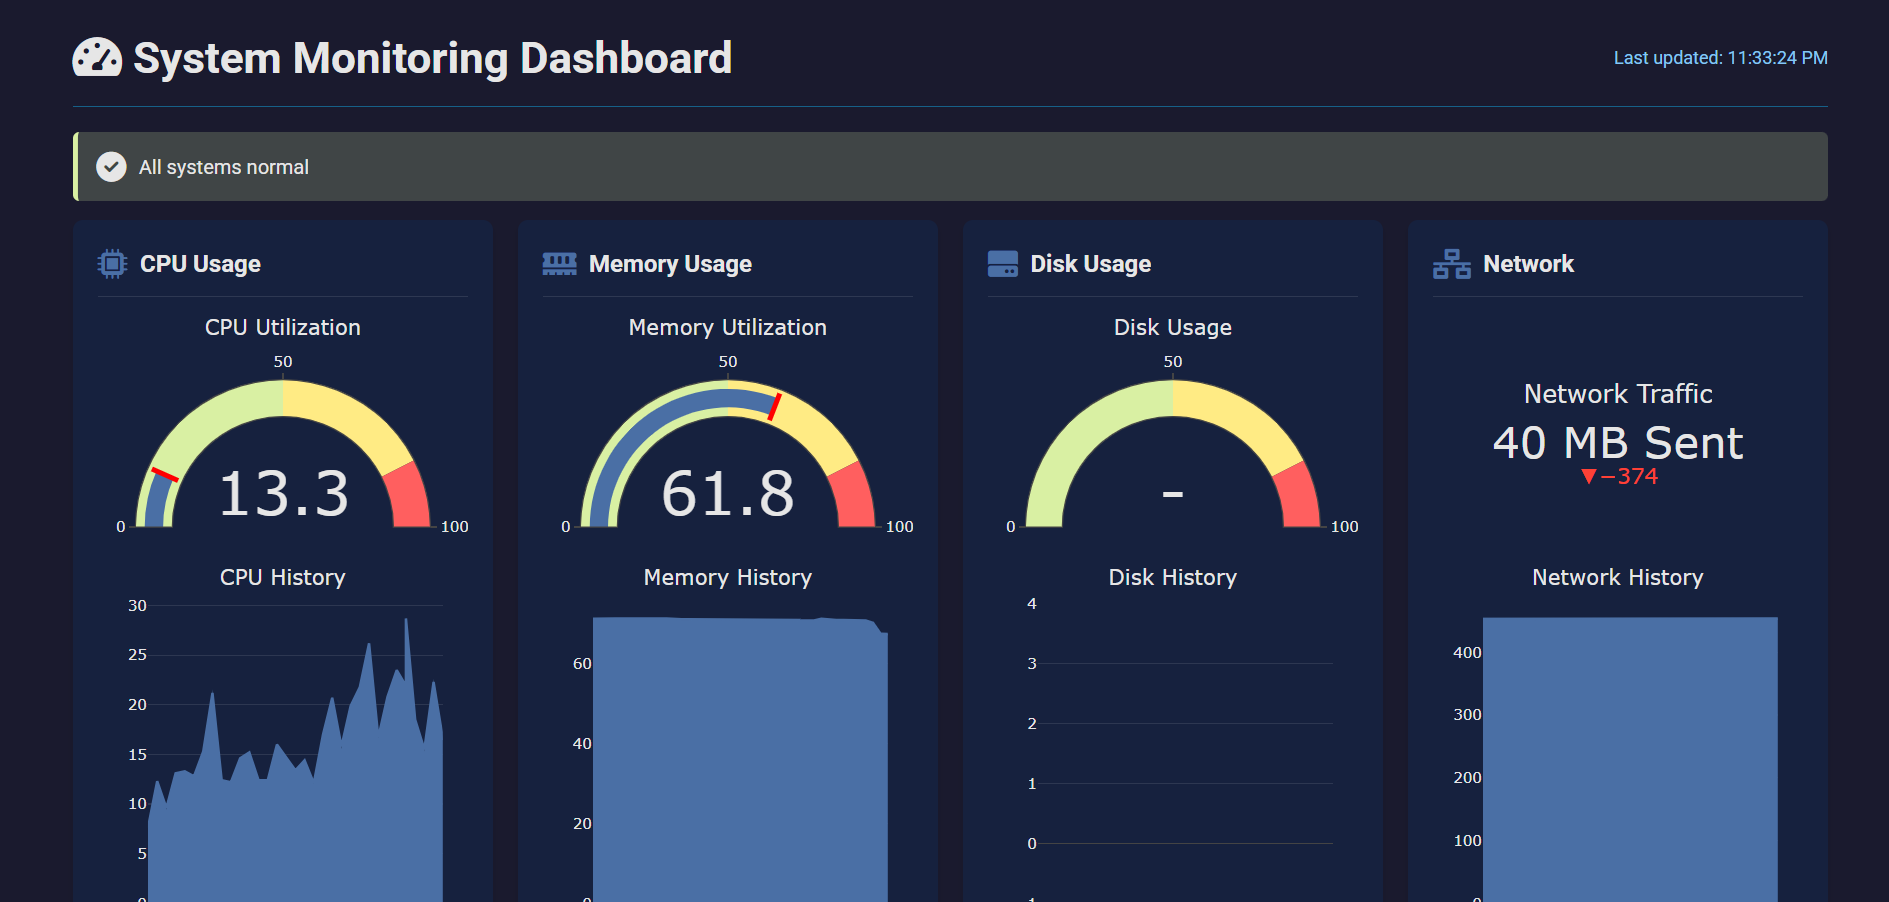 System Monitoring Dashboard
Last updated: 11:33:24 PM
All systems normal
CPU Usage
CPU Utilization
50
0
100
13.3
CPU History
30
25
20
15
10
5
0
Memory Usage
Memory Utilization
50
0
100
61.8
Memory History
60
40
20
0
Disk Usage
Disk Usage
50
0
100
-
Disk History
4
3
2
1
0
Network
Network Traffic
40 MB Sent
▼−374
Network History
400
300
200
100
0